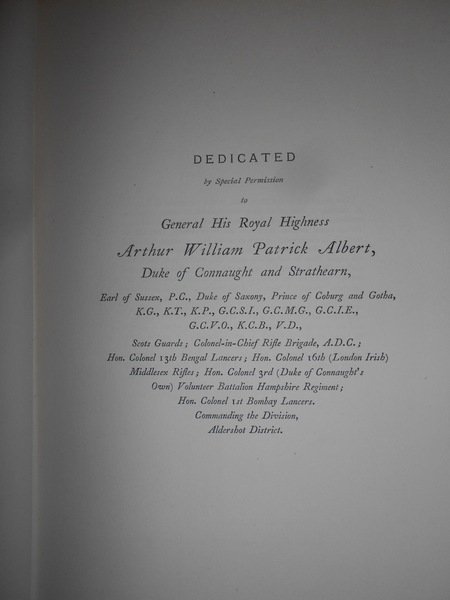 DEDICATED
by Special Permission
to
General His Royal Highness
Arthur William Patrick Albert,
Duke of Connaught and Strathearn,
Earl of Sussex, P.C., Duke of Saxony, Prince of Coburg and Gotha,
K.G., K.T., K.P., G.C.S.I., G.C.M.G., G.C.I.E.,
G.C.V.O., K.C.B., V.D.,
Scots Guards; Colonel-in-Chief Rifle Brigade, A.D.C.;
Hon. Colonel 13th Bengal Lancers; Hon. Colonel 16th (London Irish)
Middlesex Rifles; Hon. Colonel 3rd (Duke of Connaught's
Own) Volunteer Battalion Hampshire Regiment;
Hon. Colonel 1st Bombay Lancers.
Commanding the Division,
Aldershot District.